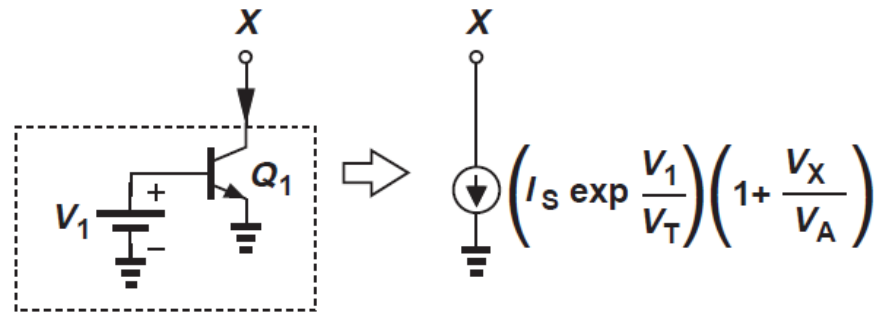 X X
Q1
V1 + −
(IS exp V1/VT)(1+ VX/VA)